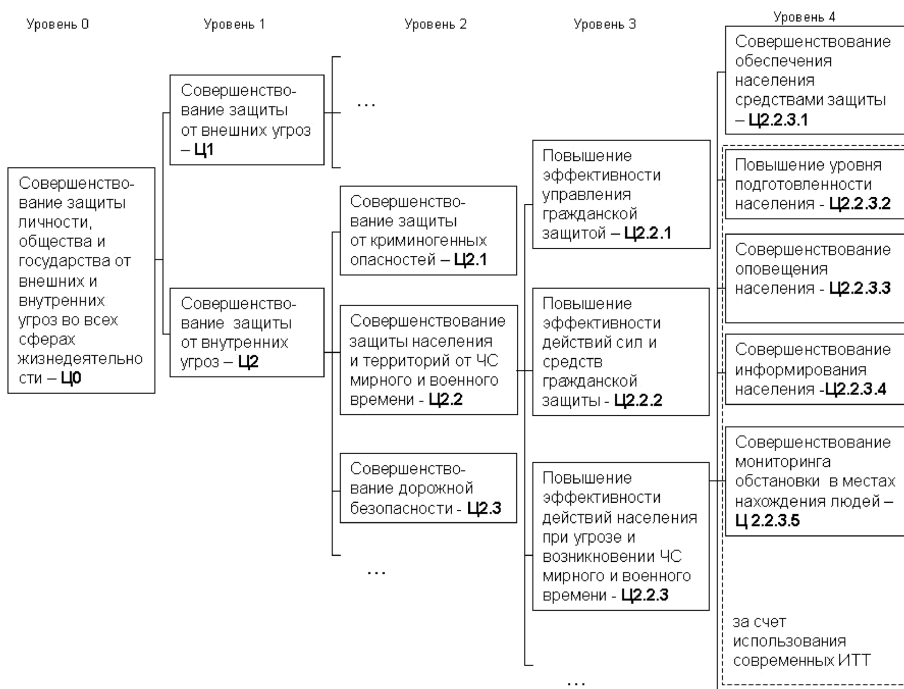 Уровень 0
Уровень 1
Уровень 2
Уровень 3
Уровень 4
Совершенство-
вание защиты
личности,
общества и
государства от
внешних и
внутренних
угроз во всех
сферах
жизнедеятельно
сти – Ц0
Совершенство-
вание защиты
от внешних угроз
– Ц1
Совершенство-
вание защиты
от внутренних
угроз – Ц2
...
Совершенство-
вание защиты
от криминогенных
опасностей – Ц2.1
Совершенствование
защиты населения
и территорий от ЧС
мирного и военного
времени - Ц2.2
Совершенство-
вание дорожной
безопасности - Ц2.3
...
Повышение
эффективности
управления
гражданской
защитой – Ц2.2.1
Повышение
эффективности
действий сил и
средств
гражданской
защиты - Ц2.2.2
Повышение
эффективности
действий населения
при угрозе и
возникновении ЧС
мирного и военного
времени - Ц2.2.3
...
Совершенствование
обеспечения
населения
средствами защиты
– Ц2.2.3.1
Повышение уровня
подготовленности
населения - Ц2.2.3.2
Совершенствование
оповещения
населения - Ц2.2.3.3
Совершенствование
информирования
населения -Ц2.2.3.4
Совершенствование
мониторинга
обстановки в местах
нахождения людей –
Ц 2.2.3.5
за счет
использования
современных ИТТ